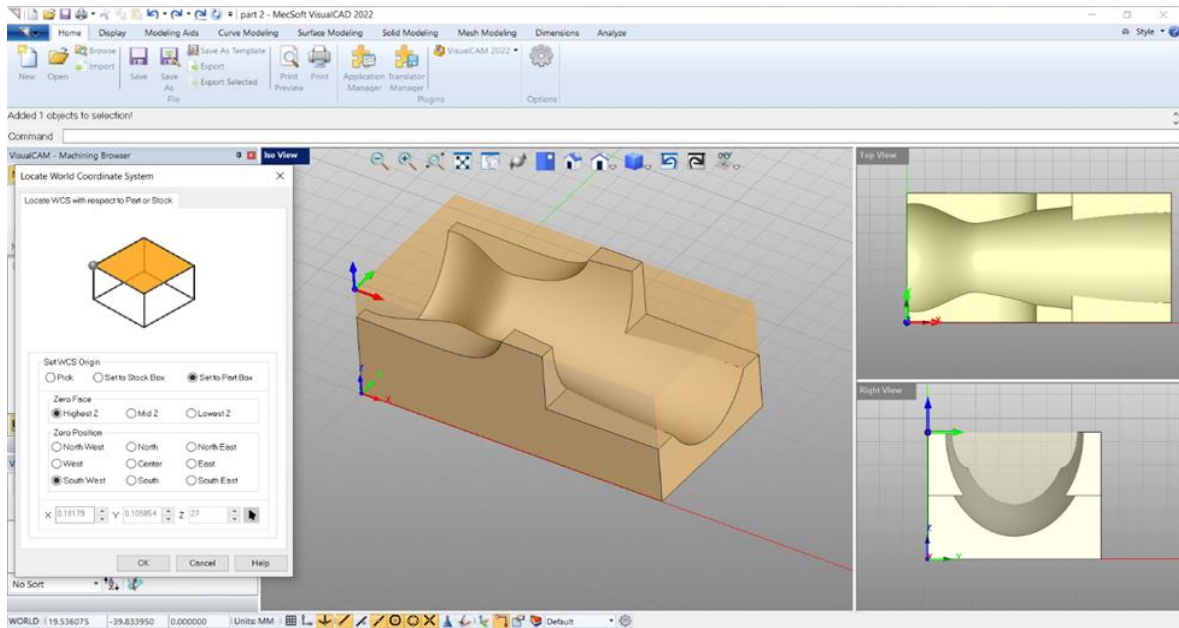 part 2 - MecSoft VisualCAD 2022
Home Display Modeling Aids Curve Modeling Surface Modeling Solid Modeling Mesh Modeling Dimensions Analyze Style
New Open Browse Import Save Save As Save As Template Export Export Selected Print Preview Print Application Manager Translator Manager VisualCAM 2022
File Plugins Options
Added 1 objects to selection!
Command
VisualCAM - Machining Browser
Locate World Coordinate System
Locate WCS with respect to Part or Stock
Set WCS Origin
Pick Set to Stock Box Set to Part Box
Zero Face
Highest Z Mid Z Lowest Z
Zero Position
North West North North East
West Center East
South West South South East
X 0.16179 Y 0.105854 Z 27
OK Cancel Help
No Sort
Iso View
Z
X
Top View
X
Right View
Z
X Y
WORLD 19.536075 -39.833950 0.000000 Units: MM Default